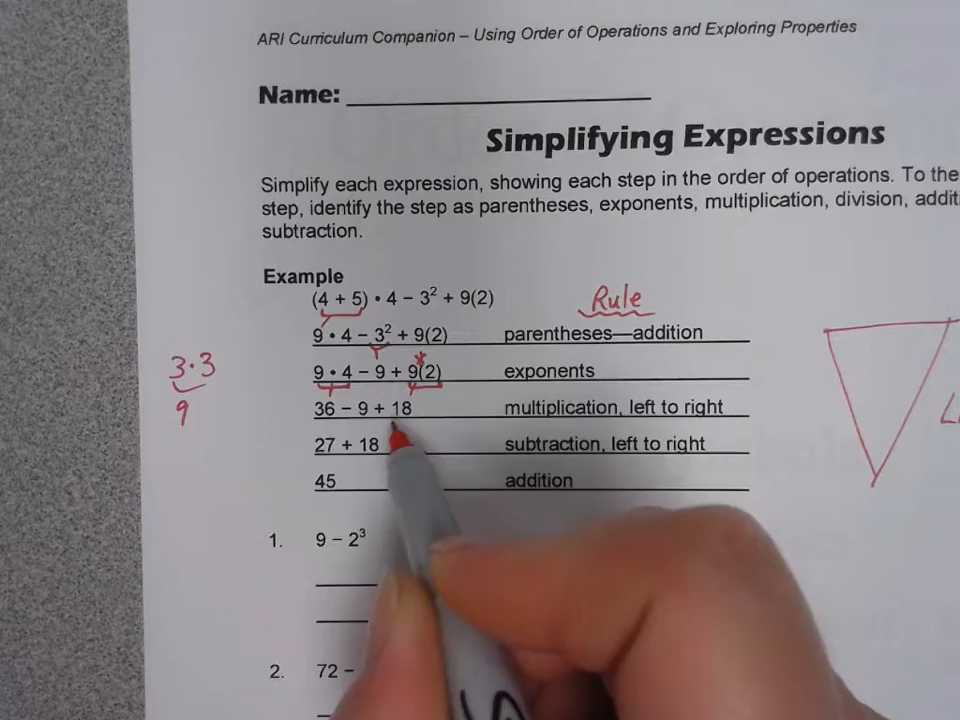 ARI Curriculum Companion – Using Order of Operations and Exploring Properties
Name:
Simplifying Expressions
Simplify each expression, showing each step in the order of operations. To the
step, identify the step as parentheses, exponents, multiplication, division,
subtraction.
Example
(4 + 5) • 4 – 3² + 9(2) Rule
9 • 4 – 3² + 9(2) parentheses—addition
9 • 4 – 9 + 9(2) exponents
3·3
9
36 – 9 + 18 multiplication, left to right
27 + 18 subtraction, left to right
45 addition
1. 9 – 2³
2. 72 –